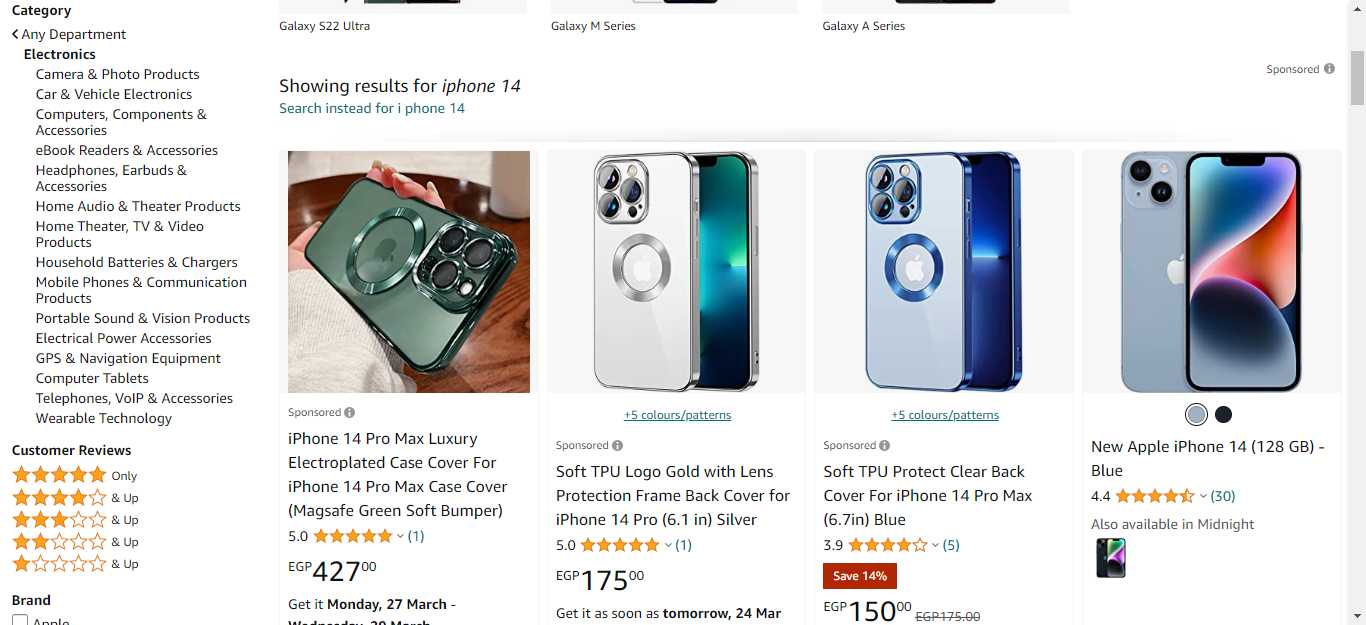 Category
Any Department
Electronics
Camera & Photo Products
Car & Vehicle Electronics
Computers, Components &
Accessories
eBook Readers & Accessories
Headphones, Earbuds &
Accessories
Home Audio & Theater Products
Home Theater, TV & Video
Products
Household Batteries & Chargers
Mobile Phones & Communication
Products
Portable Sound & Vision Products
Electrical Power Accessories
GPS & Navigation Equipment
Computer Tablets
Telephones, VoIP & Accessories
Wearable Technology
Customer Reviews
Only
& Up
& Up
& Up
& Up
Brand
Apple
Galaxy S22 Ultra
Galaxy M Series
Galaxy A Series
Sponsored
Showing results for iphone 14
Search instead for i phone 14
Sponsored
iPhone 14 Pro Max Luxury
Electroplated Case Cover For
iPhone 14 Pro Max Case Cover
(Magsafe Green Soft Bumper)
5.0 (1)
EGP42700
Get it Monday, 27 March -
Wednesday, 29 March
+5 colours/patterns
Sponsored
Soft TPU Logo Gold with Lens
Protection Frame Back Cover for
iPhone 14 Pro (6.1 in) Silver
5.0 (1)
EGP17500
Get it as soon as tomorrow, 24 Mar
+5 colours/patterns
Sponsored
Soft TPU Protect Clear Back
Cover For iPhone 14 Pro Max
(6.7in) Blue
3.9 (5)
Save 14%
EGP15000 EGP175.00
New Apple iPhone 14 (128 GB) -
Blue
4.4 (30)
Also available in Midnight